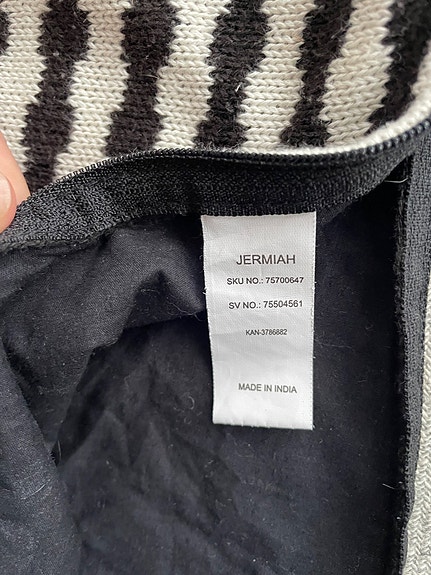 JERMIAH
SKU NO.: 75700647
SV NO.: 75504561
KAN-3786882
MADE IN INDIA